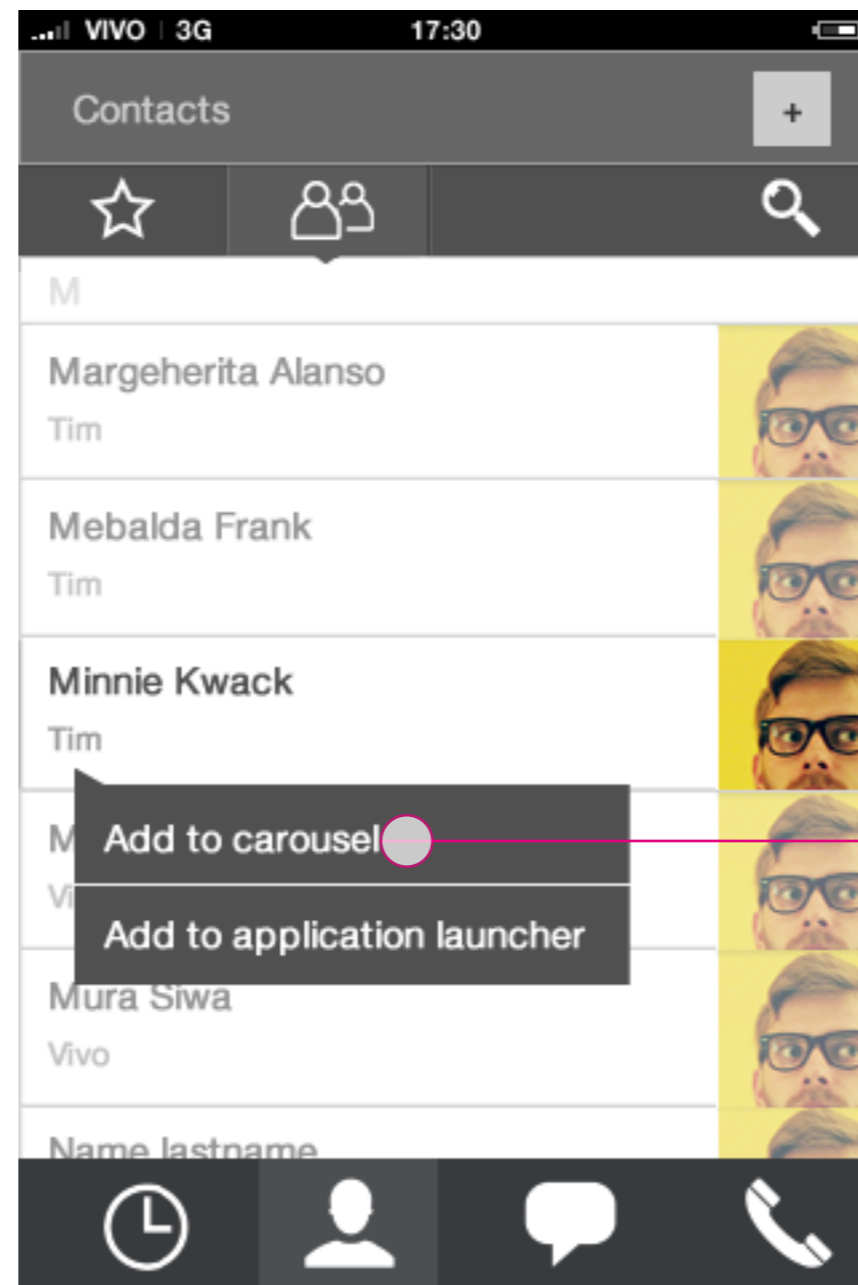 VIVO 3G 17:30
Contacts +
M
Margeherita Alanso
Tim
Mebalda Frank
Tim
Minnie Kwack
Tim
M
Add to carousel
Vi
Add to application launcher
Mura Siwa
Vivo
Name lastname